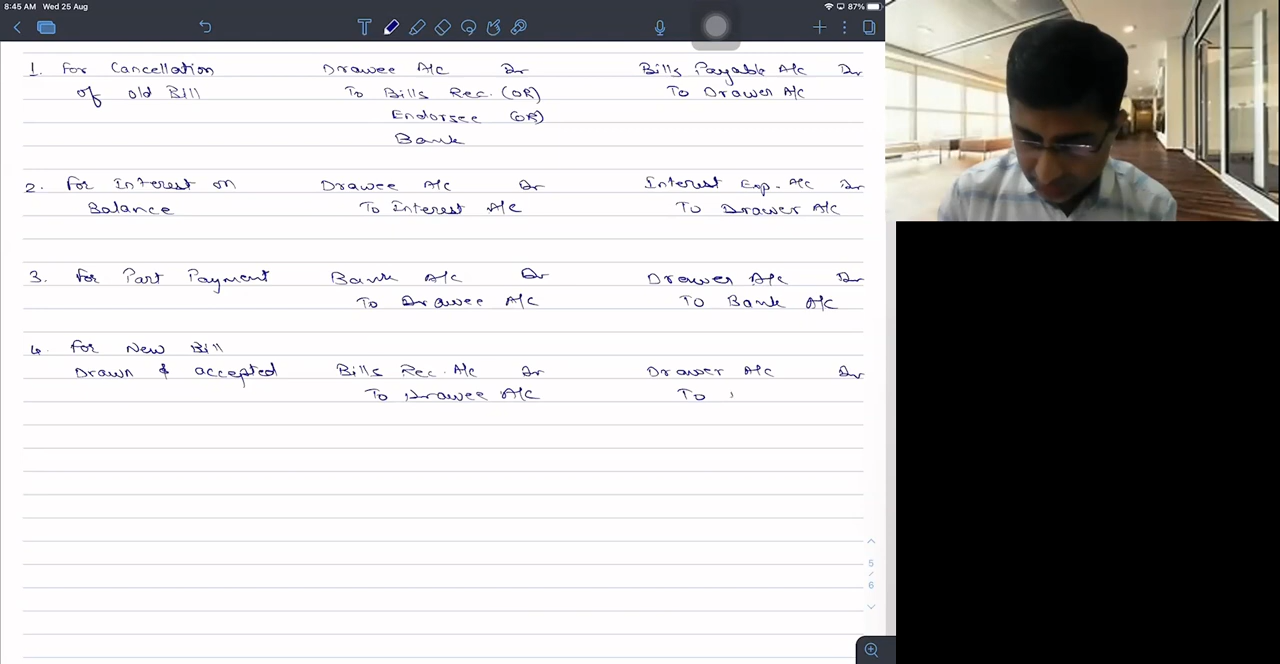 8:45 AM Wed 25 Aug
87%
1. For Cancellation Drawee A/c Dr Bills Payable A/c Dr
of old Bill To Bills Rec. (OR) To Drawer A/c
Endorsee (OR)
Bank
2. For Interest on Drawee A/c Dr Interest Exp. A/c Dr
Balance To Interest A/c To Drawer A/c
3. For Part Payment Bank A/c Dr Drawer A/c Dr
To Drawee A/c To Bank A/c
4. For New Bill
Drawn & accepted Bills Rec. A/c Dr Drawer A/c Dr
To Drawee A/c To
5
/
6